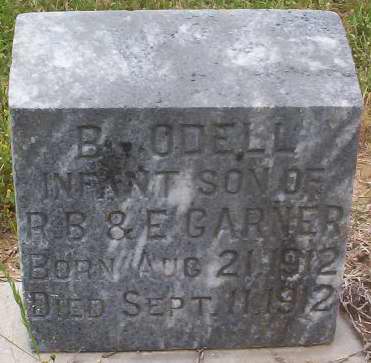 B. ODELL
INFANT SON OF
R B & E GARNER
BORN AUG 21, 1912
DIED SEPT. 11, 1912